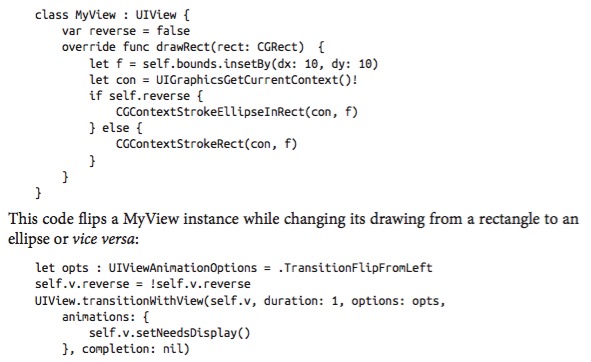 class MyView : UIView {
    var reverse = false
    override func drawRect(rect: CGRect)  {
        let f = self.bounds.insetBy(dx: 10, dy: 10)
        let con = UIGraphicsGetCurrentContext()!
        if self.reverse {
            CGContextStrokeEllipseInRect(con, f)
        } else {
            CGContextStrokeRect(con, f)
        }
    }
}
This code flips a MyView instance while changing its drawing from a rectangle to an
ellipse or vice versa:
let opts : UIViewAnimationOptions = .TransitionFlipFromLeft
self.v.reverse = !self.v.reverse
UIView.transitionWithView(self.v, duration: 1, options: opts,
    animations: {
        self.v.setNeedsDisplay()
    }, completion: nil)